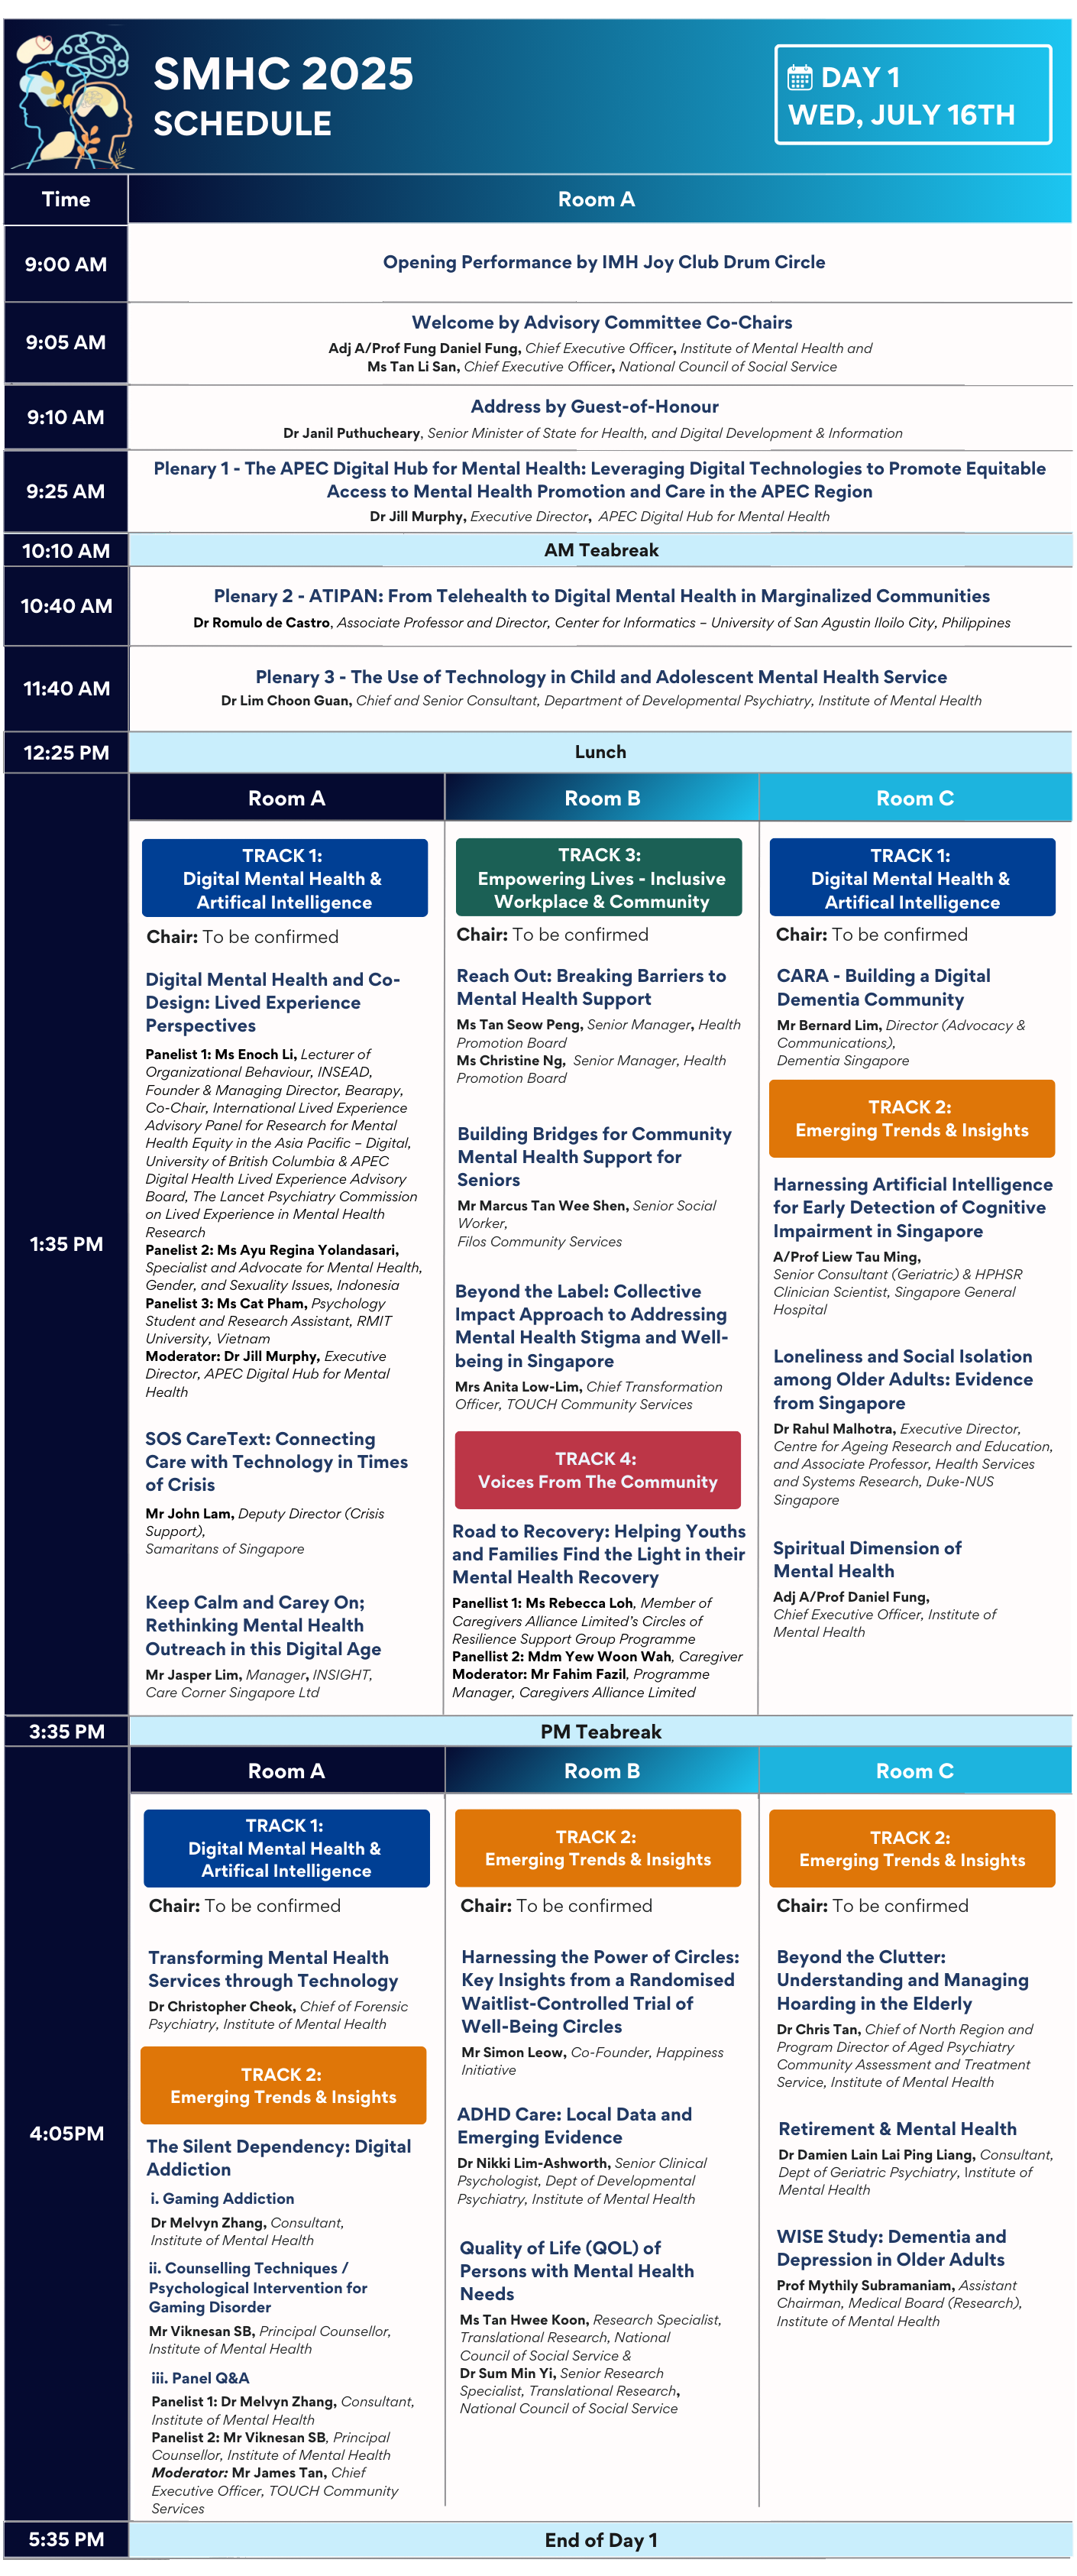 SMHC 2025
SCHEDULE
DAY 1
WED, JULY 16TH
Time
Room A
9:00 AM
Opening Performance by IMH Joy Club Drum Circle
9:05 AM
Welcome by Advisory Committee Co-Chairs
Adj A/Prof Fung Daniel Fung, Chief Executive Officer, Institute of Mental Health and
Ms Tan Li San, Chief Executive Officer, National Council of Social Service
9:10 AM
Address by Guest-of-Honour
Dr Janil Puthucheary, Senior Minister of State for Health, and Digital Development & Information
9:25 AM
Plenary 1 - The APEC Digital Hub for Mental Health: Leveraging Digital Technologies to Promote Equitable
Access to Mental Health Promotion and Care in the APEC Region
Dr Jill Murphy, Executive Director, APEC Digital Hub for Mental Health
10:10 AM
AM Teabreak
10:40 AM
Plenary 2 - ATIPAN: From Telehealth to Digital Mental Health in Marginalized Communities
Dr Romulo de Castro, Associate Professor and Director, Center for Informatics – University of San Agustin Iloilo City, Philippines
11:40 AM
Plenary 3 - The Use of Technology in Child and Adolescent Mental Health Service
Dr Lim Choon Guan, Chief and Senior Consultant, Department of Developmental Psychiatry, Institute of Mental Health
12:25 PM
Lunch
1:35 PM
Room A
TRACK 1:
Digital Mental Health &
Artifical Intelligence
Chair: To be confirmed
Digital Mental Health and Co-
Design: Lived Experience
Perspectives
Panelist 1: Ms Enoch Li, Lecturer of
Organizational Behaviour, INSEAD,
Founder & Managing Director, Bearapy,
Co-Chair, International Lived Experience
Advisory Panel for Research for Mental
Health Equity in the Asia Pacific – Digital,
University of British Columbia & APEC
Digital Health Lived Experience Advisory
Board, The Lancet Psychiatry Commission
on Lived Experience in Mental Health
Research
Panelist 2: Ms Ayu Regina Yolandasari,
Specialist and Advocate for Mental Health,
Gender, and Sexuality Issues, Indonesia
Panelist 3: Ms Cat Pham, Psychology
Student and Research Assistant, RMIT
University, Vietnam
Moderator: Dr Jill Murphy, Executive
Director, APEC Digital Hub for Mental
Health
SOS CareText: Connecting
Care with Technology in Times
of Crisis
Mr John Lam, Deputy Director (Crisis
Support),
Samaritans of Singapore
Keep Calm and Carey On;
Rethinking Mental Health
Outreach in this Digital Age
Mr Jasper Lim, Manager, INSIGHT,
Care Corner Singapore Ltd
Room B
TRACK 3:
Empowering Lives - Inclusive
Workplace & Community
Chair: To be confirmed
Reach Out: Breaking Barriers to
Mental Health Support
Ms Tan Seow Peng, Senior Manager, Health
Promotion Board
Ms Christine Ng, Senior Manager, Health
Promotion Board
Building Bridges for Community
Mental Health Support for
Seniors
Mr Marcus Tan Wee Shen, Senior Social
Worker,
Filos Community Services
Beyond the Label: Collective
Impact Approach to Addressing
Mental Health Stigma and Well-
being in Singapore
Mrs Anita Low-Lim, Chief Transformation
Officer, TOUCH Community Services
TRACK 4:
Voices From The Community
Road to Recovery: Helping Youths
and Families Find the Light in their
Mental Health Recovery
Panellist 1: Ms Rebecca Loh, Member of
Caregivers Alliance Limited's Circles of
Resilience Support Group Programme
Panellist 2: Mdm Yew Woon Wah, Caregiver
Moderator: Mr Fahim Fazil, Programme
Manager, Caregivers Alliance Limited
Room C
TRACK 1:
Digital Mental Health &
Artifical Intelligence
Chair: To be confirmed
CARA - Building a Digital
Dementia Community
Mr Bernard Lim, Director (Advocacy &
Communications),
Dementia Singapore
TRACK 2:
Emerging Trends & Insights
Harnessing Artificial Intelligence
for Early Detection of Cognitive
Impairment in Singapore
A/Prof Liew Tau Ming,
Senior Consultant (Geriatric) & HPHSR
Clinician Scientist, Singapore General
Hospital
Loneliness and Social Isolation
among Older Adults: Evidence
from Singapore
Dr Rahul Malhotra, Executive Director,
Centre for Ageing Research and Education,
and Associate Professor, Health Services
and Systems Research, Duke-NUS
Singapore
Spiritual Dimension of
Mental Health
Adj A/Prof Daniel Fung,
Chief Executive Officer, Institute of
Mental Health
3:35 PM
PM Teabreak
4:05PM
Room A
TRACK 1:
Digital Mental Health &
Artifical Intelligence
Chair: To be confirmed
Transforming Mental Health
Services through Technology
Dr Christopher Cheok, Chief of Forensic
Psychiatry, Institute of Mental Health
TRACK 2:
Emerging Trends & Insights
The Silent Dependency: Digital
Addiction
i. Gaming Addiction
Dr Melvyn Zhang, Consultant,
Institute of Mental Health
ii. Counselling Techniques /
Psychological Intervention for
Gaming Disorder
Mr Viknesan SB, Principal Counsellor,
Institute of Mental Health
iii. Panel Q&A
Panelist 1: Dr Melvyn Zhang, Consultant,
Institute of Mental Health
Panelist 2: Mr Viknesan SB, Principal
Counsellor, Institute of Mental Health
Moderator: Mr James Tan, Chief
Executive Officer, TOUCH Community
Services
Room B
TRACK 2:
Emerging Trends & Insights
Chair: To be confirmed
Harnessing the Power of Circles:
Key Insights from a Randomised
Waitlist-Controlled Trial of
Well-Being Circles
Mr Simon Leow, Co-Founder, Happiness
Initiative
ADHD Care: Local Data and
Emerging Evidence
Dr Nikki Lim-Ashworth, Senior Clinical
Psychologist, Dept of Developmental
Psychiatry, Institute of Mental Health
Quality of Life (QOL) of
Persons with Mental Health
Needs
Ms Tan Hwee Koon, Research Specialist,
Translational Research, National
Council of Social Service &
Dr Sum Min Yi, Senior Research
Specialist, Translational Research,
National Council of Social Service
Room C
TRACK 2:
Emerging Trends & Insights
Chair: To be confirmed
Beyond the Clutter:
Understanding and Managing
Hoarding in the Elderly
Dr Chris Tan, Chief of North Region and
Program Director of Aged Psychiatry
Community Assessment and Treatment
Service, Institute of Mental Health
Retirement & Mental Health
Dr Damien Lain Lai Ping Liang, Consultant,
Dept of Geriatric Psychiatry, Institute of
Mental Health
WISE Study: Dementia and
Depression in Older Adults
Prof Mythily Subramaniam, Assistant
Chairman, Medical Board (Research),
Institute of Mental Health
5:35 PM
End of Day 1